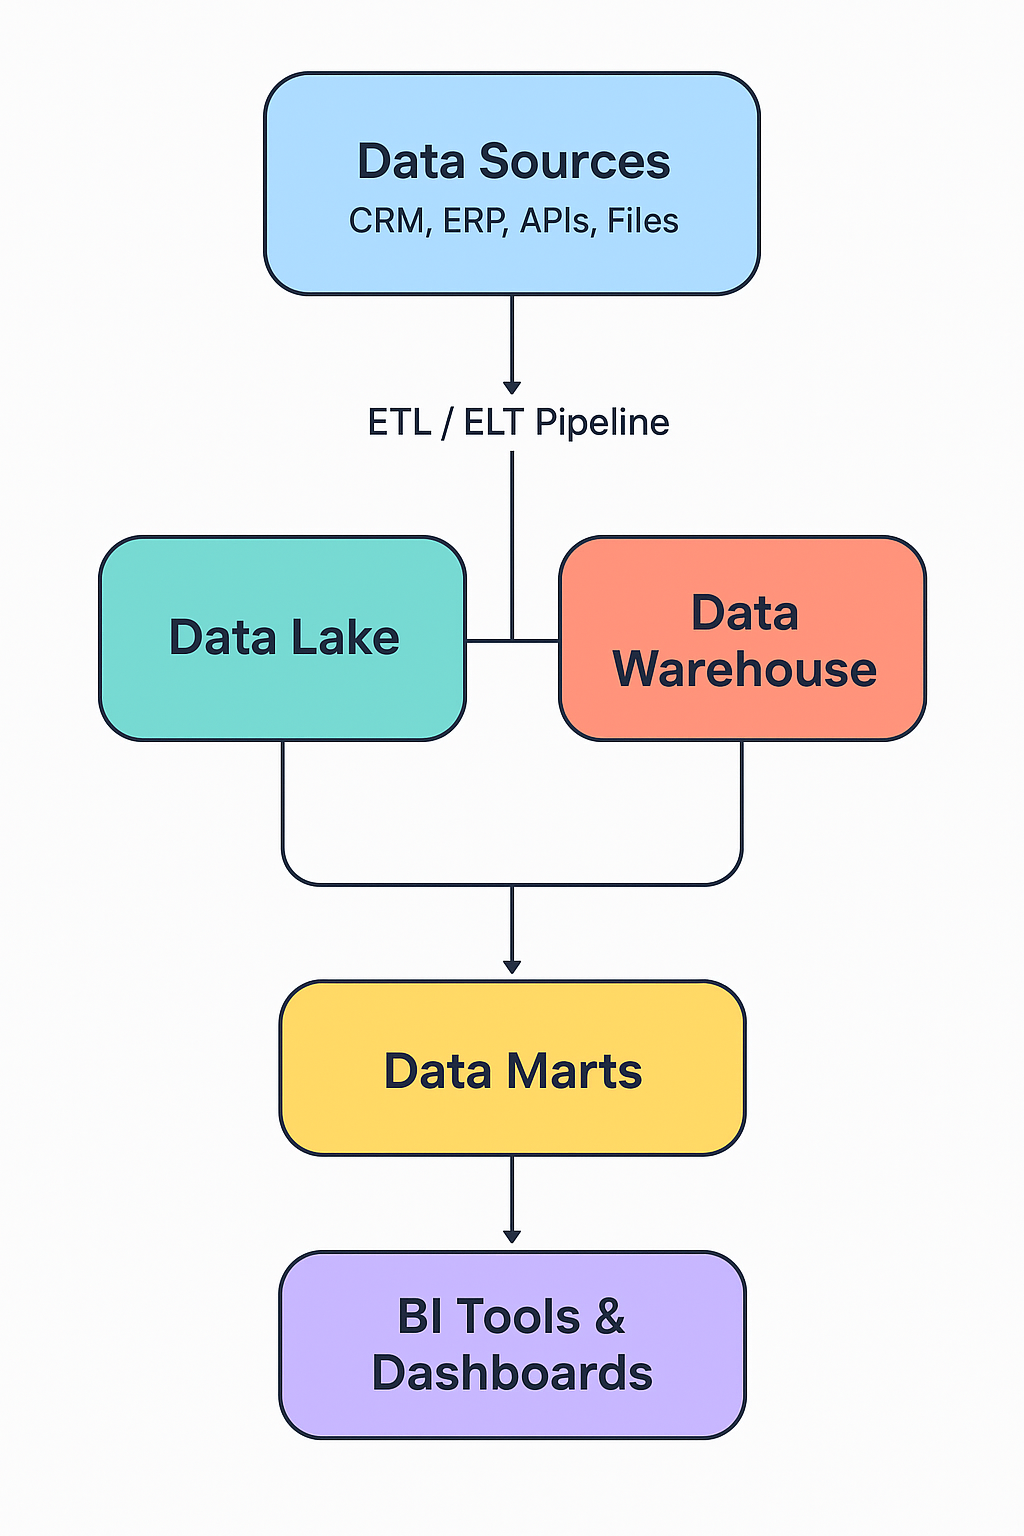 Data Sources
CRM, ERP, APIs, Files
ETL / ELT Pipeline
Data Lake
Data
Warehouse
Data Marts
BI Tools &
Dashboards